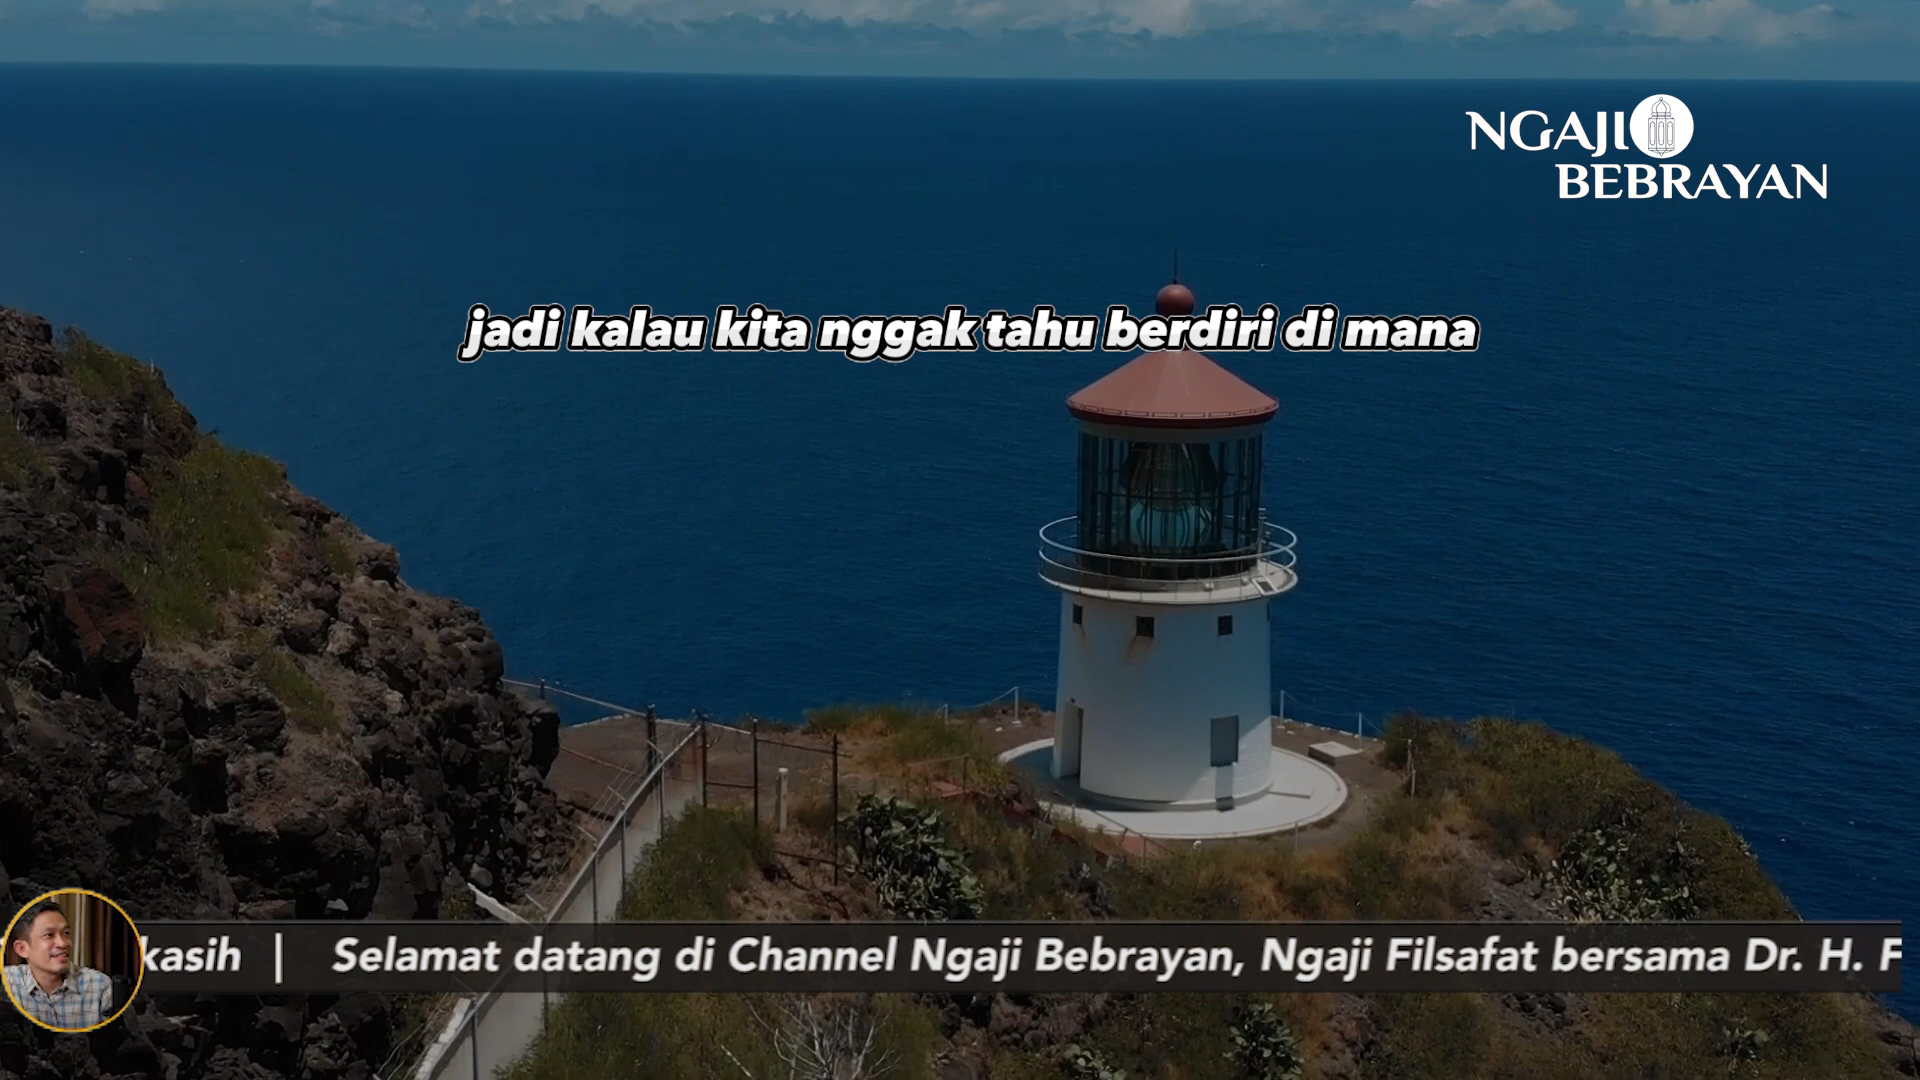 NGAJI
BEBRAYAN
jadi kalau kita nggak tahu berdiri di mana
kasih | Selamat datang di Channel Ngaji Bebrayan, Ngaji Filsafat bersama Dr. H. F